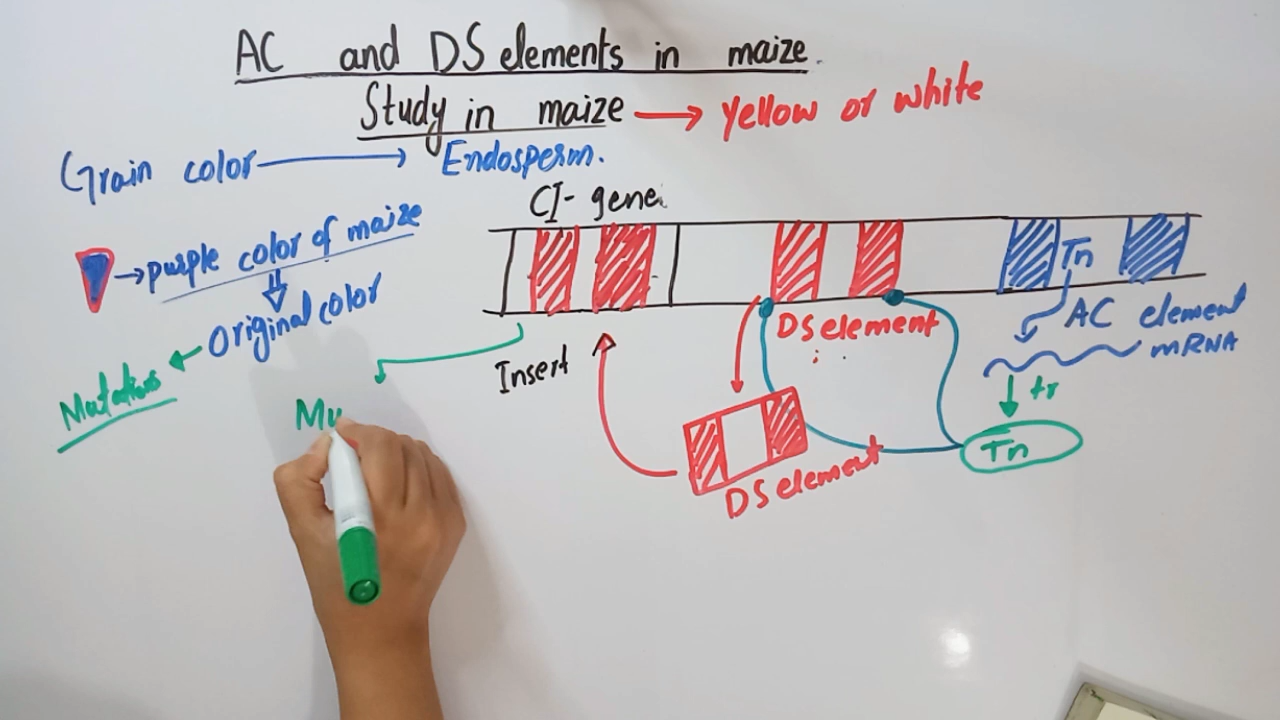 AC and DS elements in maize.
Study in maize → yellow or white
Grain color → Endosperm.
CI- gene
→ purple color of maize
Original color
Mutations
Tn
AC element
mRNA
DS element
Insert
tr
Tn
DS element
Mu